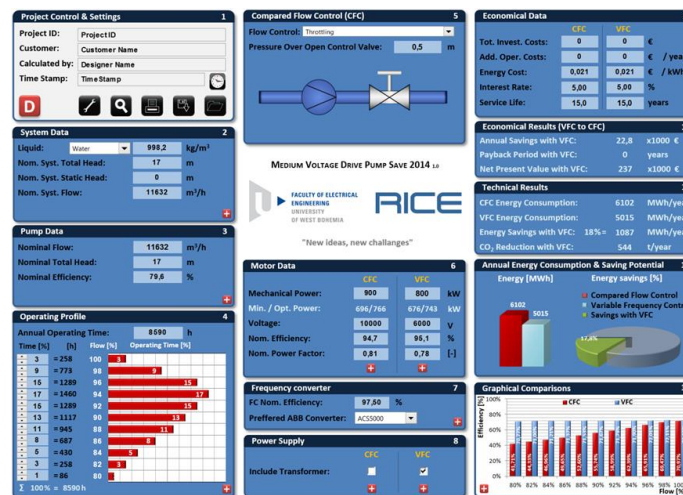 Project Control & Settings 1
Project ID: ProjectID
Customer: Customer Name
Calculated by: Designer Name
Time Stamp: TimeStamp
D
System Data 2
Liquid: Water 998,2 kg/m³
Nom. Syst. Total Head: 17 m
Nom. Syst. Static Head: 0 m
Nom. Syst. Flow: 11632 m³/h
Pump Data 3
Nominal Flow: 11632 m³/h
Nominal Total Head: 17 m
Nominal Efficiency: 79,6 %
Operating Profile 4
Annual Operating Time: 8590 h
Time [%] [h] Flow [%] Operating Time [%]
3 =258 100 3
9 =773 98 9
15 =1289 96 15
17 =1460 94 17
15 =1289 92 15
13 =1117 90 13
11 =945 88 11
8 =687 86 8
5 =430 84 5
3 =258 82 3
1 =86 80
Σ 100% = 8590h
Compared Flow Control (CFC) 5
Flow Control: Throttling
Pressure Over Open Control Valve: 0,5 m
MEDIUM VOLTAGE DRIVE PUMP SAVE 2014 1.0
FACULTY OF ELECTRICAL
ENGINEERING
UNIVERSITY
OF WEST BOHEMIA
RICE
"New ideas, new challanges"
Motor Data 6
CFC VFC
Mechanical Power: 900 800 kW
Min. / Opt. Power: 696/766 676/743 kW
Voltage: 10000 6000 V
Nom. Efficiency: 94,7 95,1 %
Nom. Power Factor: 0,81 0,78 [-]
Frequency converter 7
FC Nom. Efficiency: 97,50 %
Preffered ABB Converter: ACS5000
Power Supply 8
CFC VFC
Include Transformer:
Economical Data
CFC VFC
Tot. Invest. Costs: 0 0 €
Add. Oper. Costs: 0 0 € / yea
Energy Cost: 0,021 0,021 € / kWh
Interest Rate: 5,00 5,00 %
Service Life: 15,0 15,0 years
Economical Results (VFC to CFC)
Annual Savings with VFC: 22,8 x1000 €
Payback Period with VFC: 0 years
Net Present Value with VFC: 237 x1000 €
Technical Results
CFC Energy Consumption: 6102 MWh/yea
VFC Energy Consumption: 5015 MWh/yea
Energy Savings with VFC: 18%= 1087 MWh/yea
CO₂ Reduction with VFC: 544 t/year
Annual Energy Consumption & Saving Potential
Energy [MWh] Energy savings [%]
6102
5015
Compared Flow Control
Variable Frequency Contr
Savings with VFC
17,8%
Graphical Comparisons
CFC VFC
Efficiency [%]
100%
80%
60%
40%
20%
0%
80% 82% 84% 86% 88% 90% 92% 94% 96% 98% 100
Flow [%]